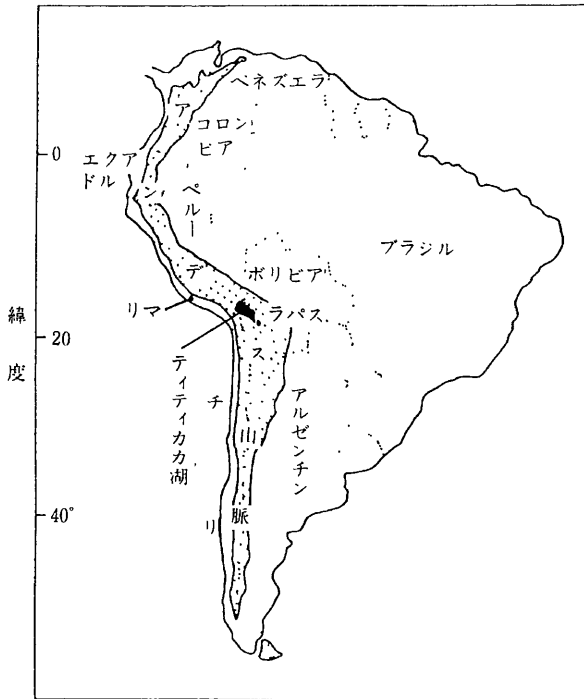 ベネズエラ
コロン
ビア
エクア
ドル
0
ペルー
ブラジル
ボリビア
リマ
ラパス
20
緯度
ティティカカ湖
チリ
アルゼンチン
アンデス山脈
40°